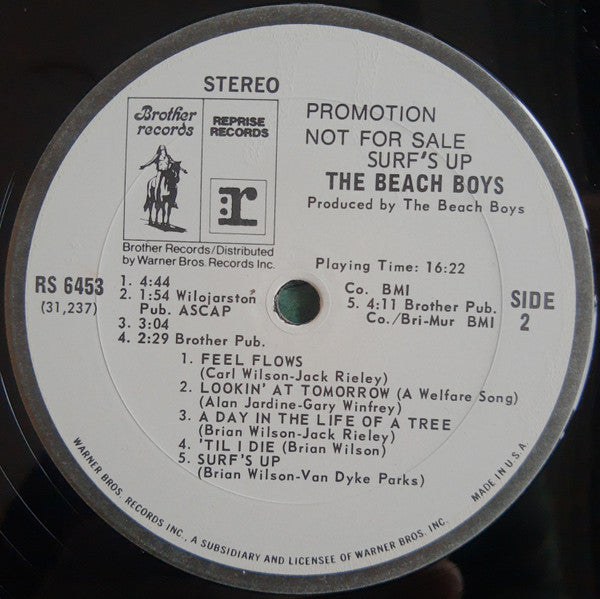 STEREO
Brother
records
REPRISE
RECORDS
:r
Brother Records/Distributed
by Warner Bros. Records Inc.
PROMOTION
NOT FOR SALE
SURF'S UP
THE BEACH BOYS
Produced by The Beach Boys
Playing Time: 16:22
RS 6453
(31,237)
1. 4:44
2. 1:54 Wilojarston
Pub. ASCAP
3. 3:04
4. 2:29 Brother Pub.
Co. BMI
5. 4:11 Brother Pub.
Co./Bri-Mur BMI
SIDE
2
1. FEEL FLOWS
(Carl Wilson-Jack Rieley)
2. LOOKIN' AT TOMORROW (A Welfare Song)
(Alan Jardine-Gary Winfrey)
3. A DAY IN THE LIFE OF A TREE
(Brian Wilson-Jack Rieley)
4. 'TIL I DIE (Brian Wilson)
5. SURF'S UP
(Brian Wilson-Van Dyke Parks)
WARNER BROS. RECORDS INC., A SUBSIDIARY AND LICENSEE OF WARNER BROS. INC.
MADE IN U.S.A.